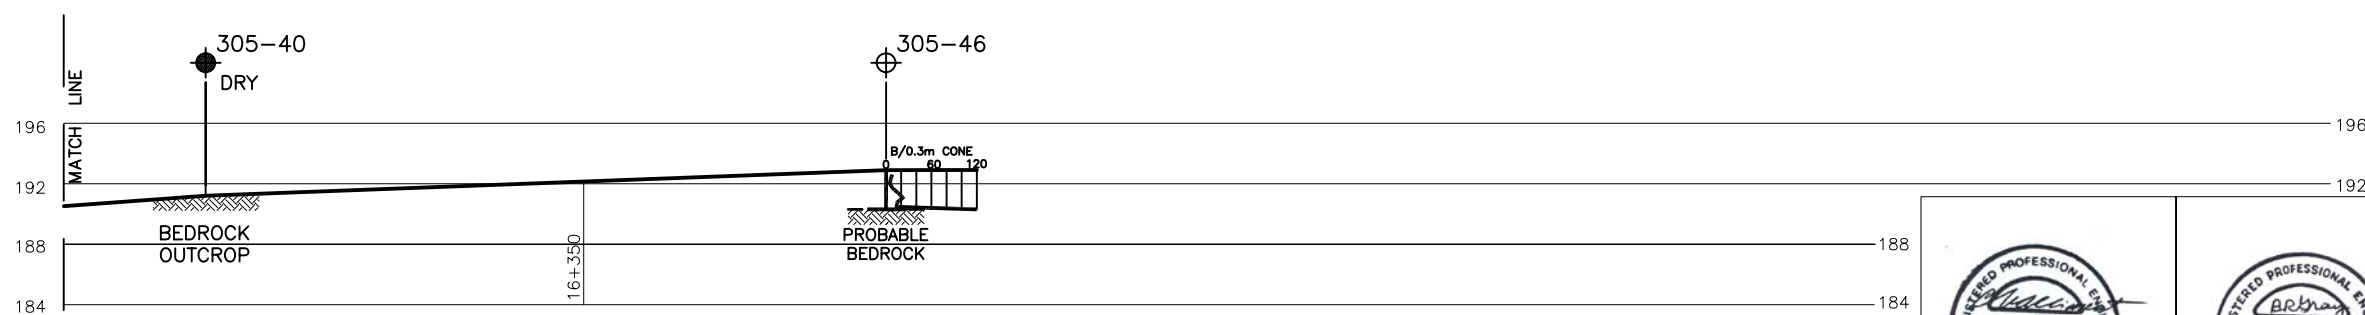 305-40
DRY
305-46
MATCH LINE
196
196
B/0.3m CONE
0 60 120
192
192
BEDROCK
OUTCROP
PROBABLE
BEDROCK
188
188
16+350
184
184
PROFESSIONAL
PROFESSIONAL